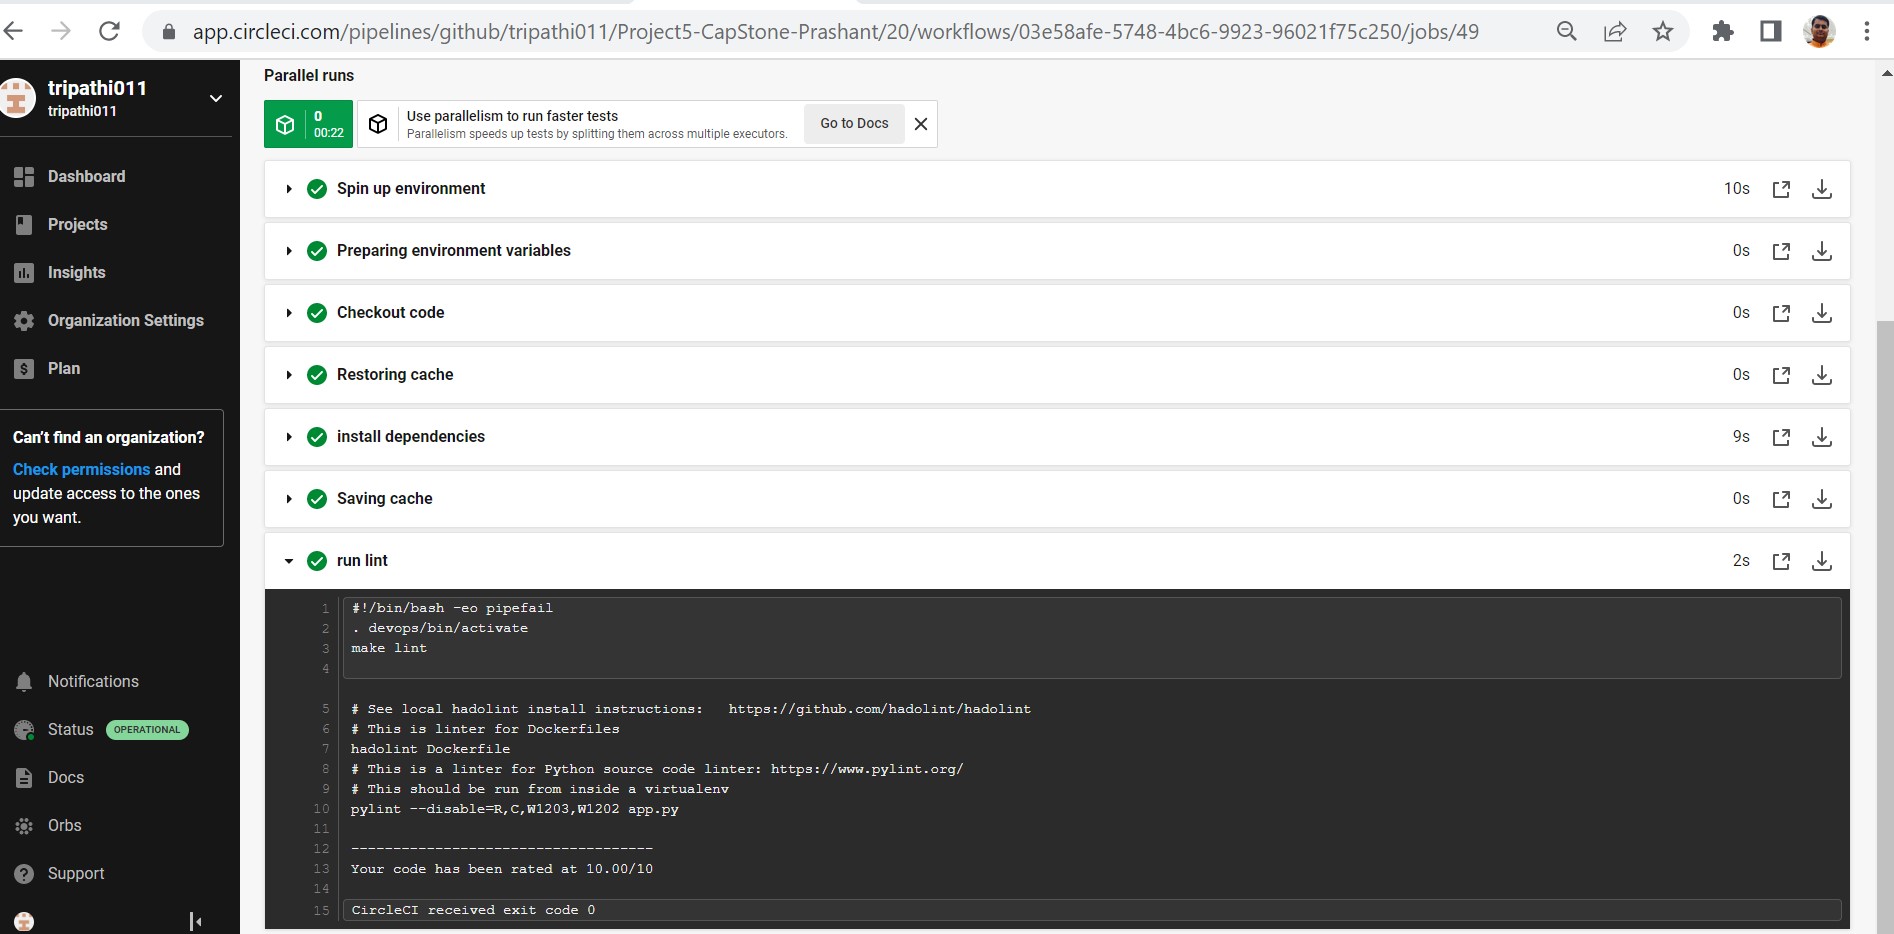 app.circleci.com/pipelines/github/tripathi011/Project5-CapStone-Prashant/20/workflows/03e58afe-5748-4bc6-9923-96021f75c250/jobs/49
tripathi011
tripathi011
Dashboard
Projects
Insights
Organization Settings
Plan
Can't find an organization?
Check permissions and
update access to the ones
you want.
Notifications
Status OPERATIONAL
Docs
Orbs
Support
Parallel runs
0
00:22
Use parallelism to run faster tests
Parallelism speeds up tests by splitting them across multiple executors.
Go to Docs
Spin up environment 10s
Preparing environment variables 0s
Checkout code 0s
Restoring cache 0s
install dependencies 9s
Saving cache 0s
run lint 2s
1 #!/bin/bash -eo pipefail
2 . devops/bin/activate
3 make lint
4
5 # See local hadolint install instructions:   https://github.com/hadolint/hadolint
6 # This is linter for Dockerfiles
7 hadolint Dockerfile
8 # This is a linter for Python source code linter: https://www.pylint.org/
9 # This should be run from inside a virtualenv
10 pylint --disable=R,C,W1203,W1202 app.py
11
12 ------------------------------------
13 Your code has been rated at 10.00/10
14
15 CircleCI received exit code 0